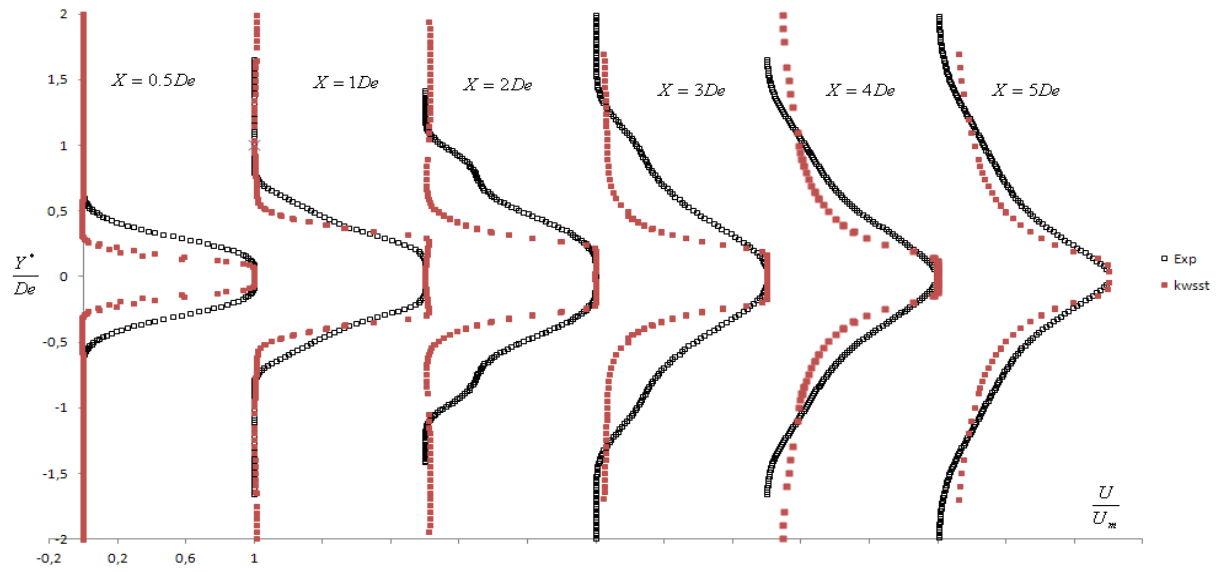 2
X = 0.5De
X = 1De
X = 2De
X = 3De
X = 4De
X = 5De
1,5
1
0,5
Y*
De
0
-0,5
-1
-1,5
-2
Exp
kwsst
U
U_m
-0,2 0,2 0,6 1